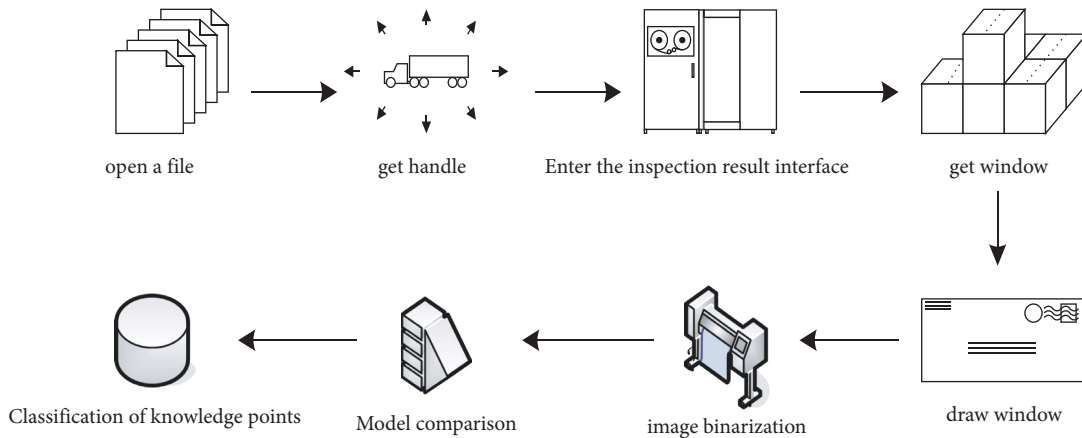 open a file
get handle
Enter the inspection result interface
get window
draw window
image binarization
Model comparison
Classification of knowledge points